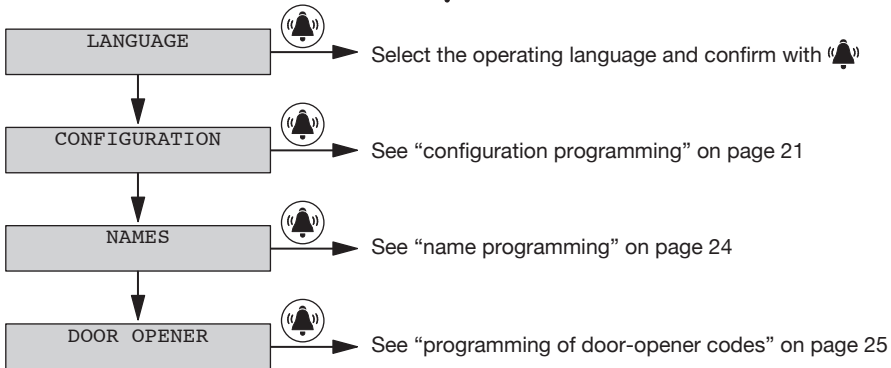 LANGUAGE
Select the operating language and confirm with
CONFIGURATION
See “configuration programming” on page 21
NAMES
See “name programming” on page 24
DOOR OPENER
See “programming of door-opener codes” on page 25